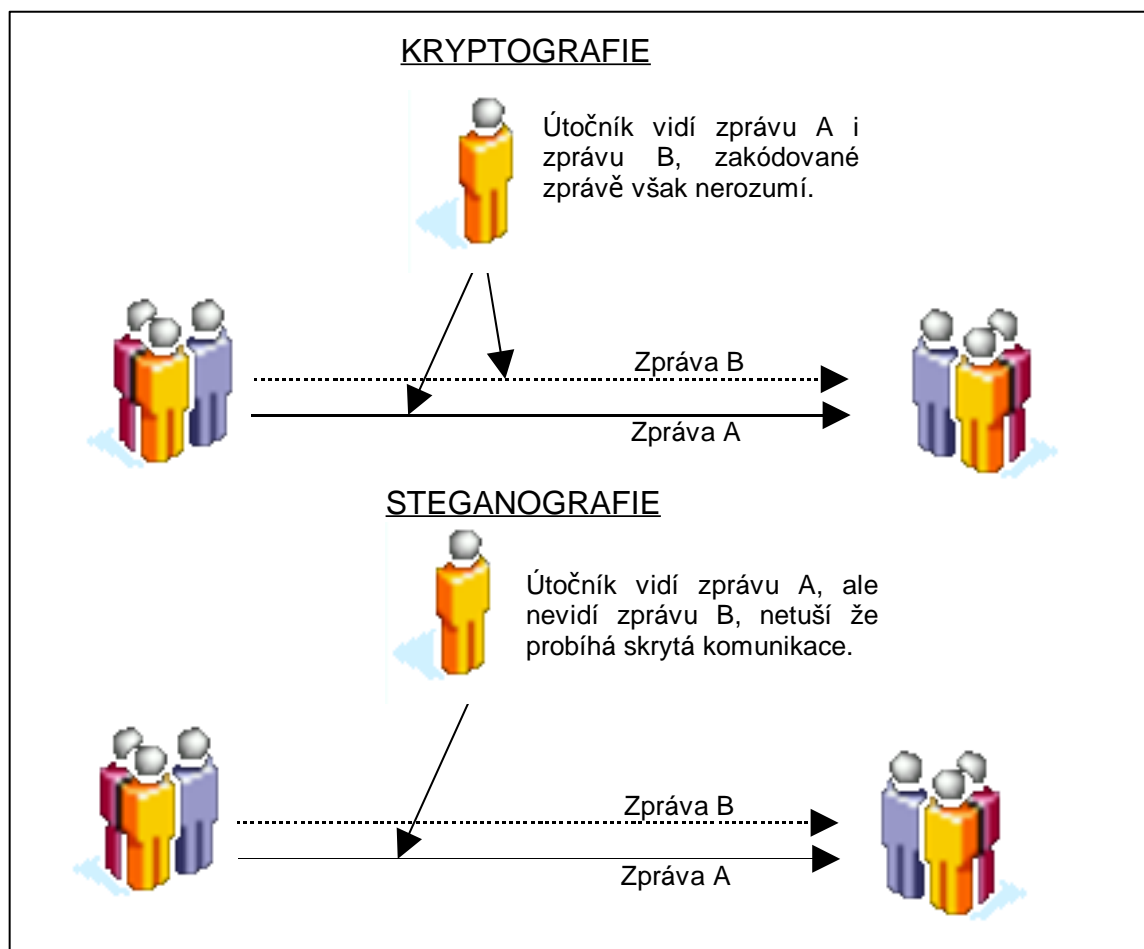 KRYPTOGRAFIE
Útočník vidí zprávu A i
zprávu B, zakódované
zprávě však nerozumí.
Zpráva B
Zpráva A
STEGANOGRAFIE
Útočník vidí zprávu A, ale
nevidí zprávu B, netuší že
probíhá skrytá komunikace.
Zpráva B
Zpráva A